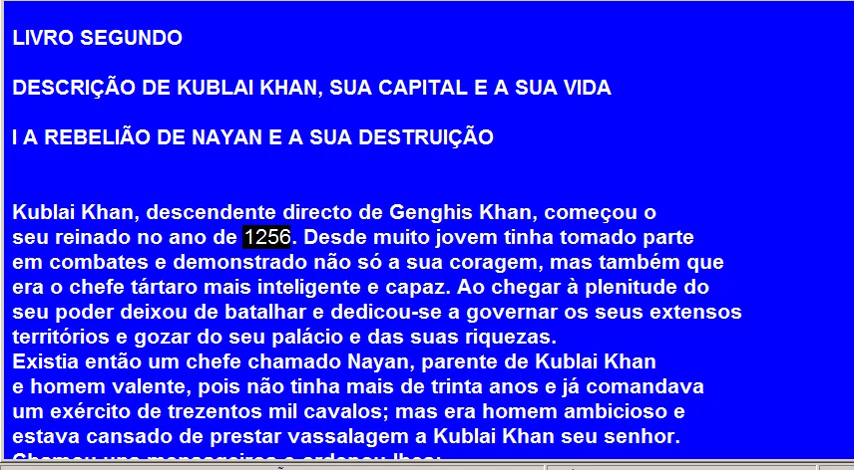 LIVRO SEGUNDO
DESCRIÇÃO DE KUBLAI KHAN, SUA CAPITAL E A SUA VIDA
I A REBELIÃO DE NAYAN E A SUA DESTRUIÇÃO
Kublai Khan, descendente directo de Genghis Khan, começou o
seu reinado no ano de 1256. Desde muito jovem tinha tomado parte
em combates e demonstrado não só a sua coragem, mas também que
era o chefe tártaro mais inteligente e capaz. Ao chegar à plenitude do
seu poder deixou de batalhar e dedicou-se a governar os seus extensos
territórios e gozar do seu palácio e das suas riquezas.
Existia então um chefe chamado Nayan, parente de Kublai Khan
e homem valente, pois não tinha mais de trinta anos e já comandava
um exército de trezentos mil cavalos; mas era homem ambicioso e
estava cansado de prestar vassalagem a Kublai Khan seu senhor.
Chamou uns mensageiros e ordenou-lhes: